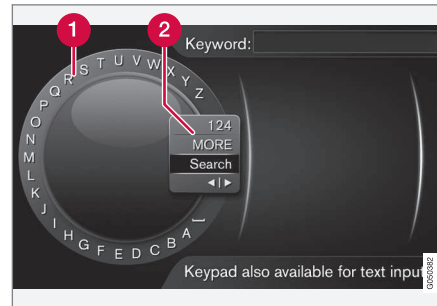 1
2
Keyword:
A B C D E F G H I J K L M N O P Q R S T U V W X Y Z
124
MORE
Search
◄|►
Keypad also available for text input
G050382